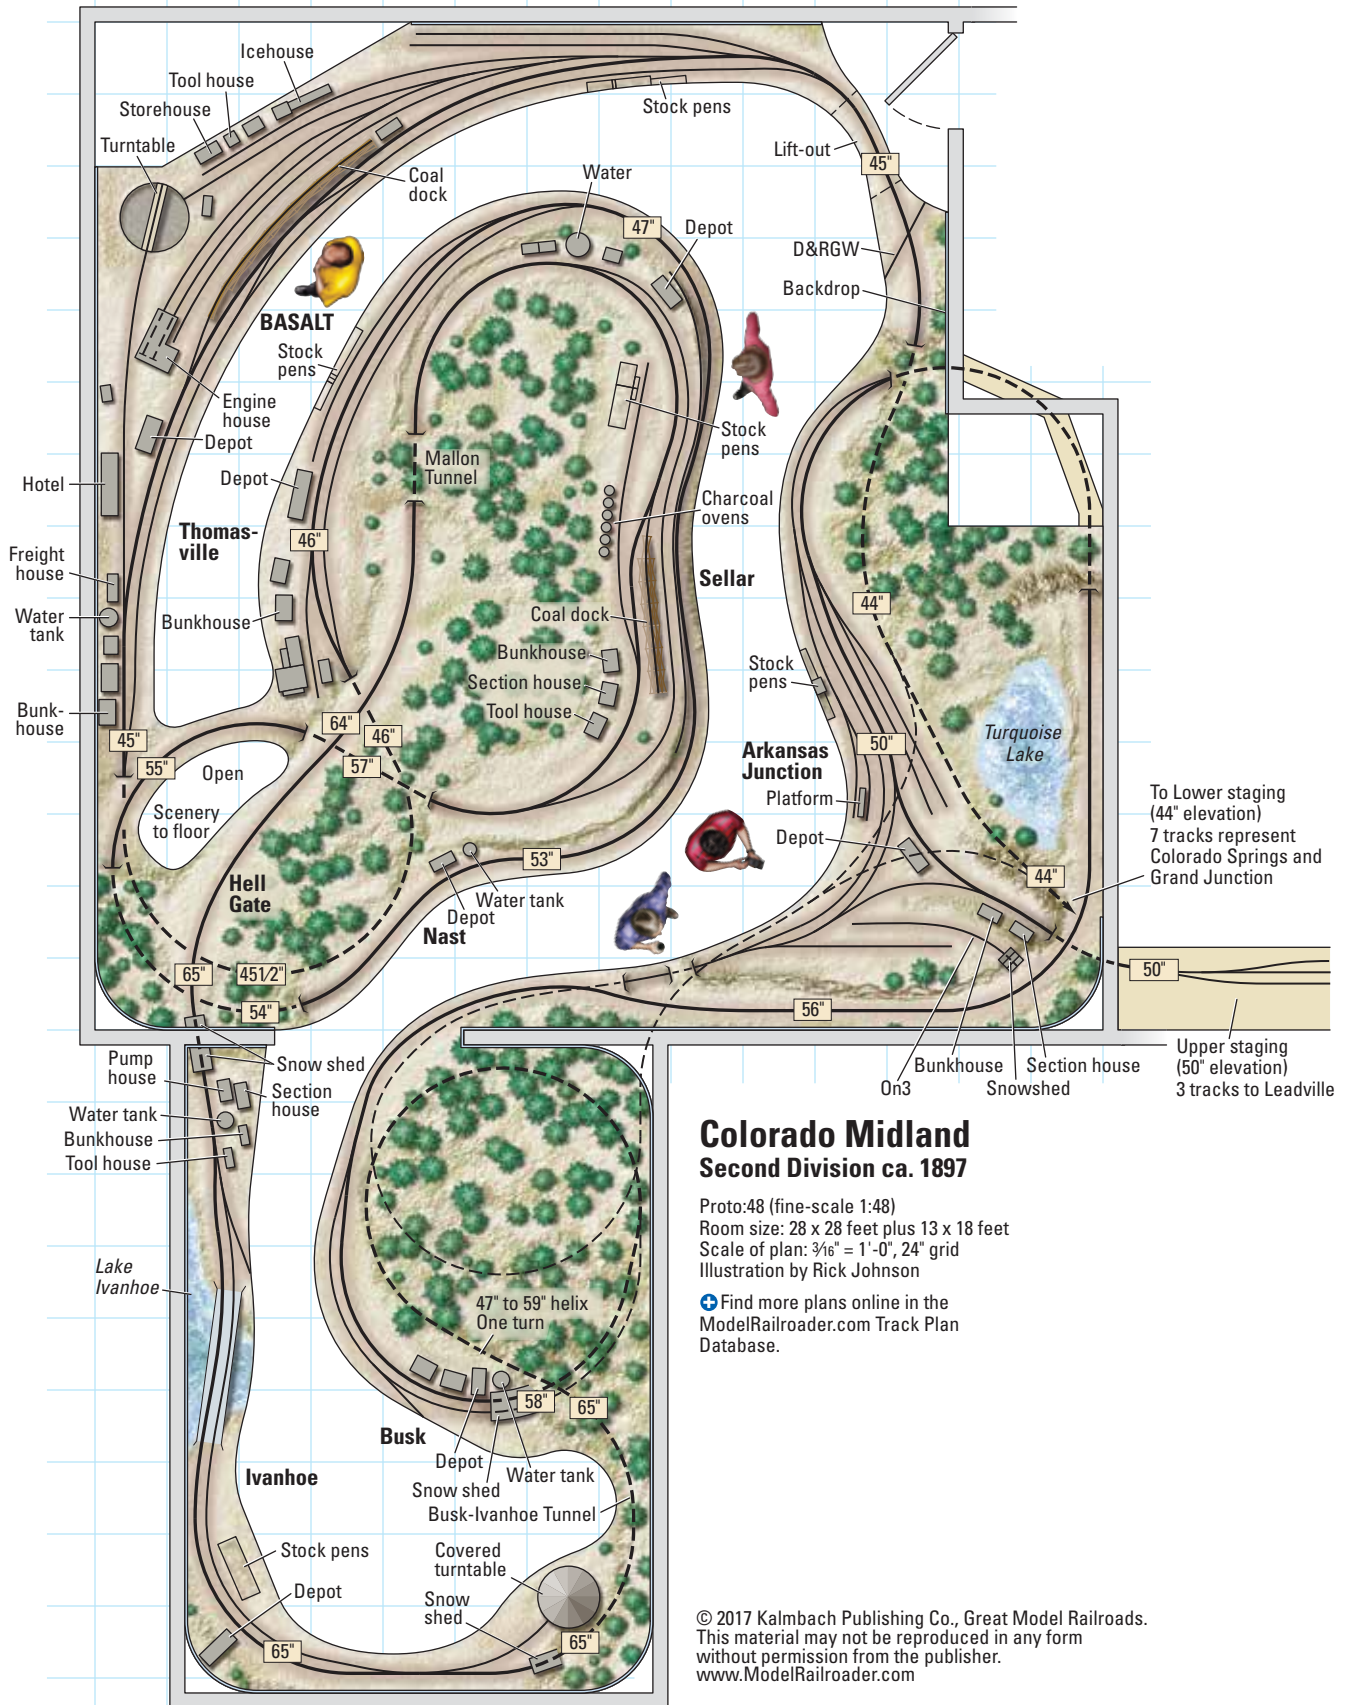 Icehouse
Tool house
Storehouse
Turntable
Stock pens
Lift-out
45"
Coal
dock
Water
47"
Depot
D&RGW
Backdrop
BASALT
Stock
pens
Engine
house
Depot
Hotel
Depot
Mallon
Tunnel
Stock
pens
Charcoal
ovens
Thomas-
ville
46"
Freight
house
Water
tank
Bunkhouse
Sellar
44"
Coal dock
Bunkhouse
Section house
Tool house
Stock
pens
Bunk-
house
45"
64"
46"
57"
55"
Open
Scenery
to floor
Arkansas
Junction
50"
Turquoise
Lake
Platform
Depot
To Lower staging
(44" elevation)
7 tracks represent
Colorado Springs and
Grand Junction
53"
Hell
Gate
Water tank
Depot
Nast
44"
65"
451/2"
54"
50"
56"
Pump
house
Snow shed
Section
house
Water tank
Bunkhouse
Tool house
Bunkhouse
Section house
On3
Snowshed
Upper staging
(50" elevation)
3 tracks to Leadville
Colorado Midland
Second Division ca. 1897
Proto:48 (fine-scale 1:48)
Room size: 28 x 28 feet plus 13 x 18 feet
Scale of plan: 3/16" = 1'-0", 24" grid
Illustration by Rick Johnson
Find more plans online in the
ModelRailroader.com Track Plan
Database.
Lake
Ivanhoe
47" to 59" helix
One turn
58"
65"
Busk
Depot
Water tank
Snow shed
Busk-Ivanhoe Tunnel
Ivanhoe
Stock pens
Depot
Covered
turntable
Snow
shed
65"
65"
© 2017 Kalmbach Publishing Co., Great Model Railroads.
This material may not be reproduced in any form
without permission from the publisher.
www.ModelRailroader.com